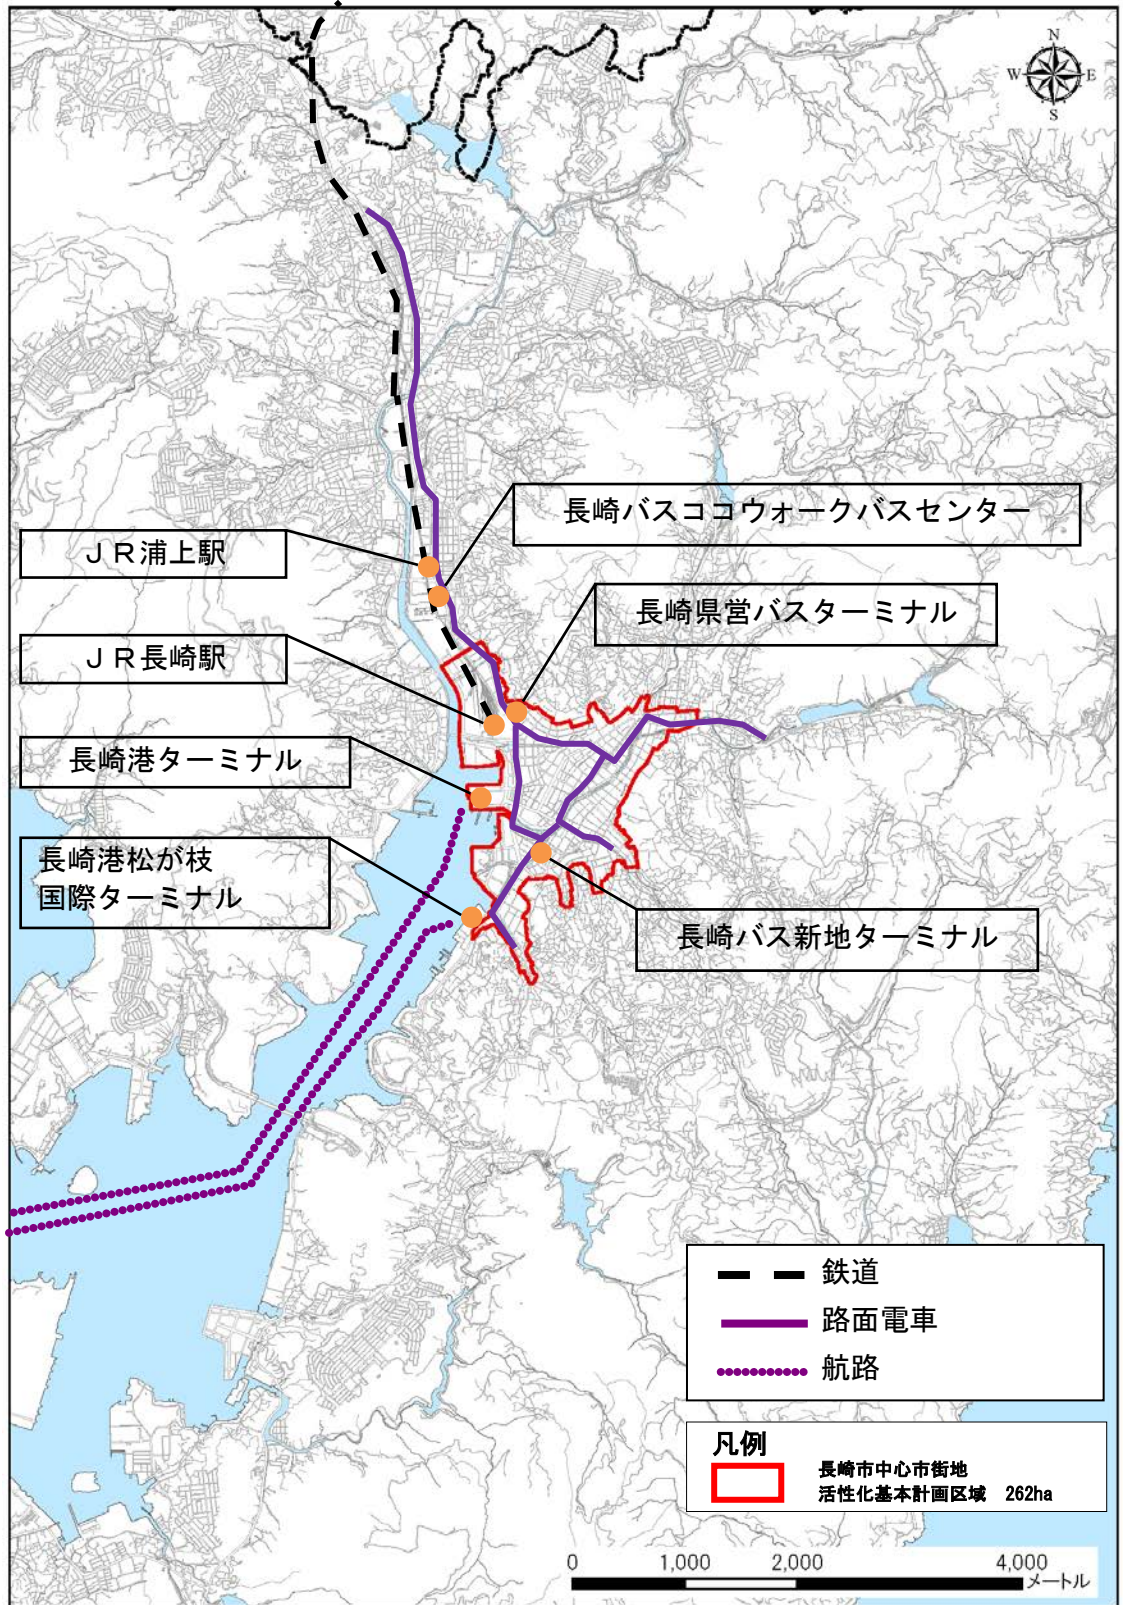 N
W E
S
長崎バスココウォークバスセンター
ＪＲ浦上駅
長崎県営バスターミナル
ＪＲ長崎駅
長崎港ターミナル
長崎港松が枝
国際ターミナル
長崎バス新地ターミナル
鉄道
路面電車
航路
凡例
長崎市中心市街地
活性化基本計画区域　262ha
0 1,000 2,000 4,000
メートル